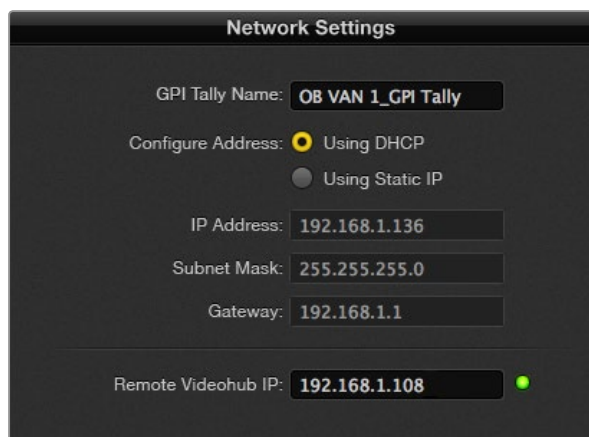 Network Settings
GPI Tally Name: OB VAN 1_GPI Tally
Configure Address: Using DHCP
Using Static IP
IP Address: 192.168.1.136
Subnet Mask: 255.255.255.0
Gateway: 192.168.1.1
Remote Videohub IP: 192.168.1.108